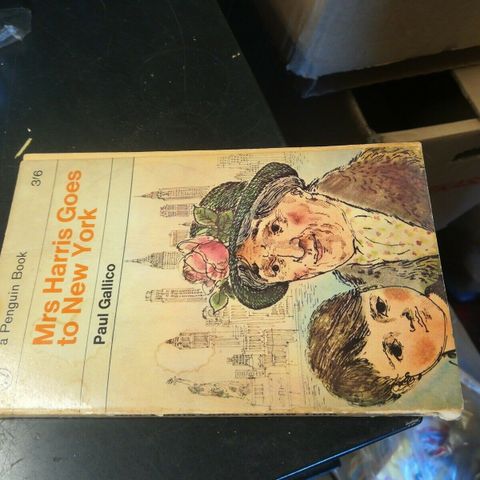 a Penguin Book
3/6
Mrs Harris Goes
to New York
Paul Gallico